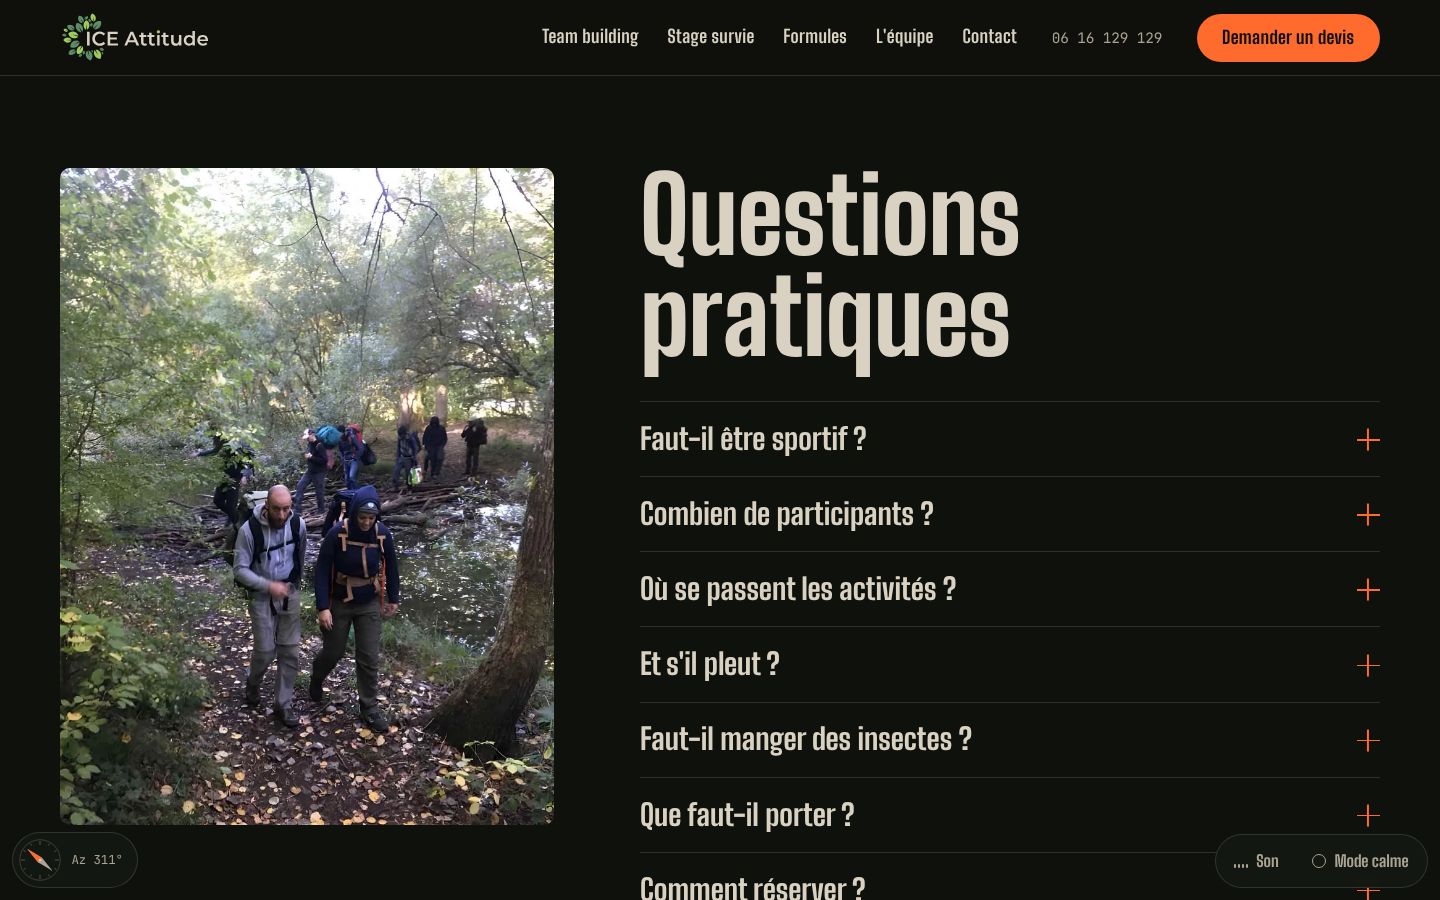 ICE Attitude
Team building
Stage survie
Formules
L'équipe
Contact
06 16 129 129
Demander un devis
Questions
pratiques
Faut-il être sportif ?
Combien de participants ?
Où se passent les activités ?
Et s'il pleut ?
Faut-il manger des insectes ?
Que faut-il porter ?
Comment réserver ?
Az 311°
Son
Mode calme